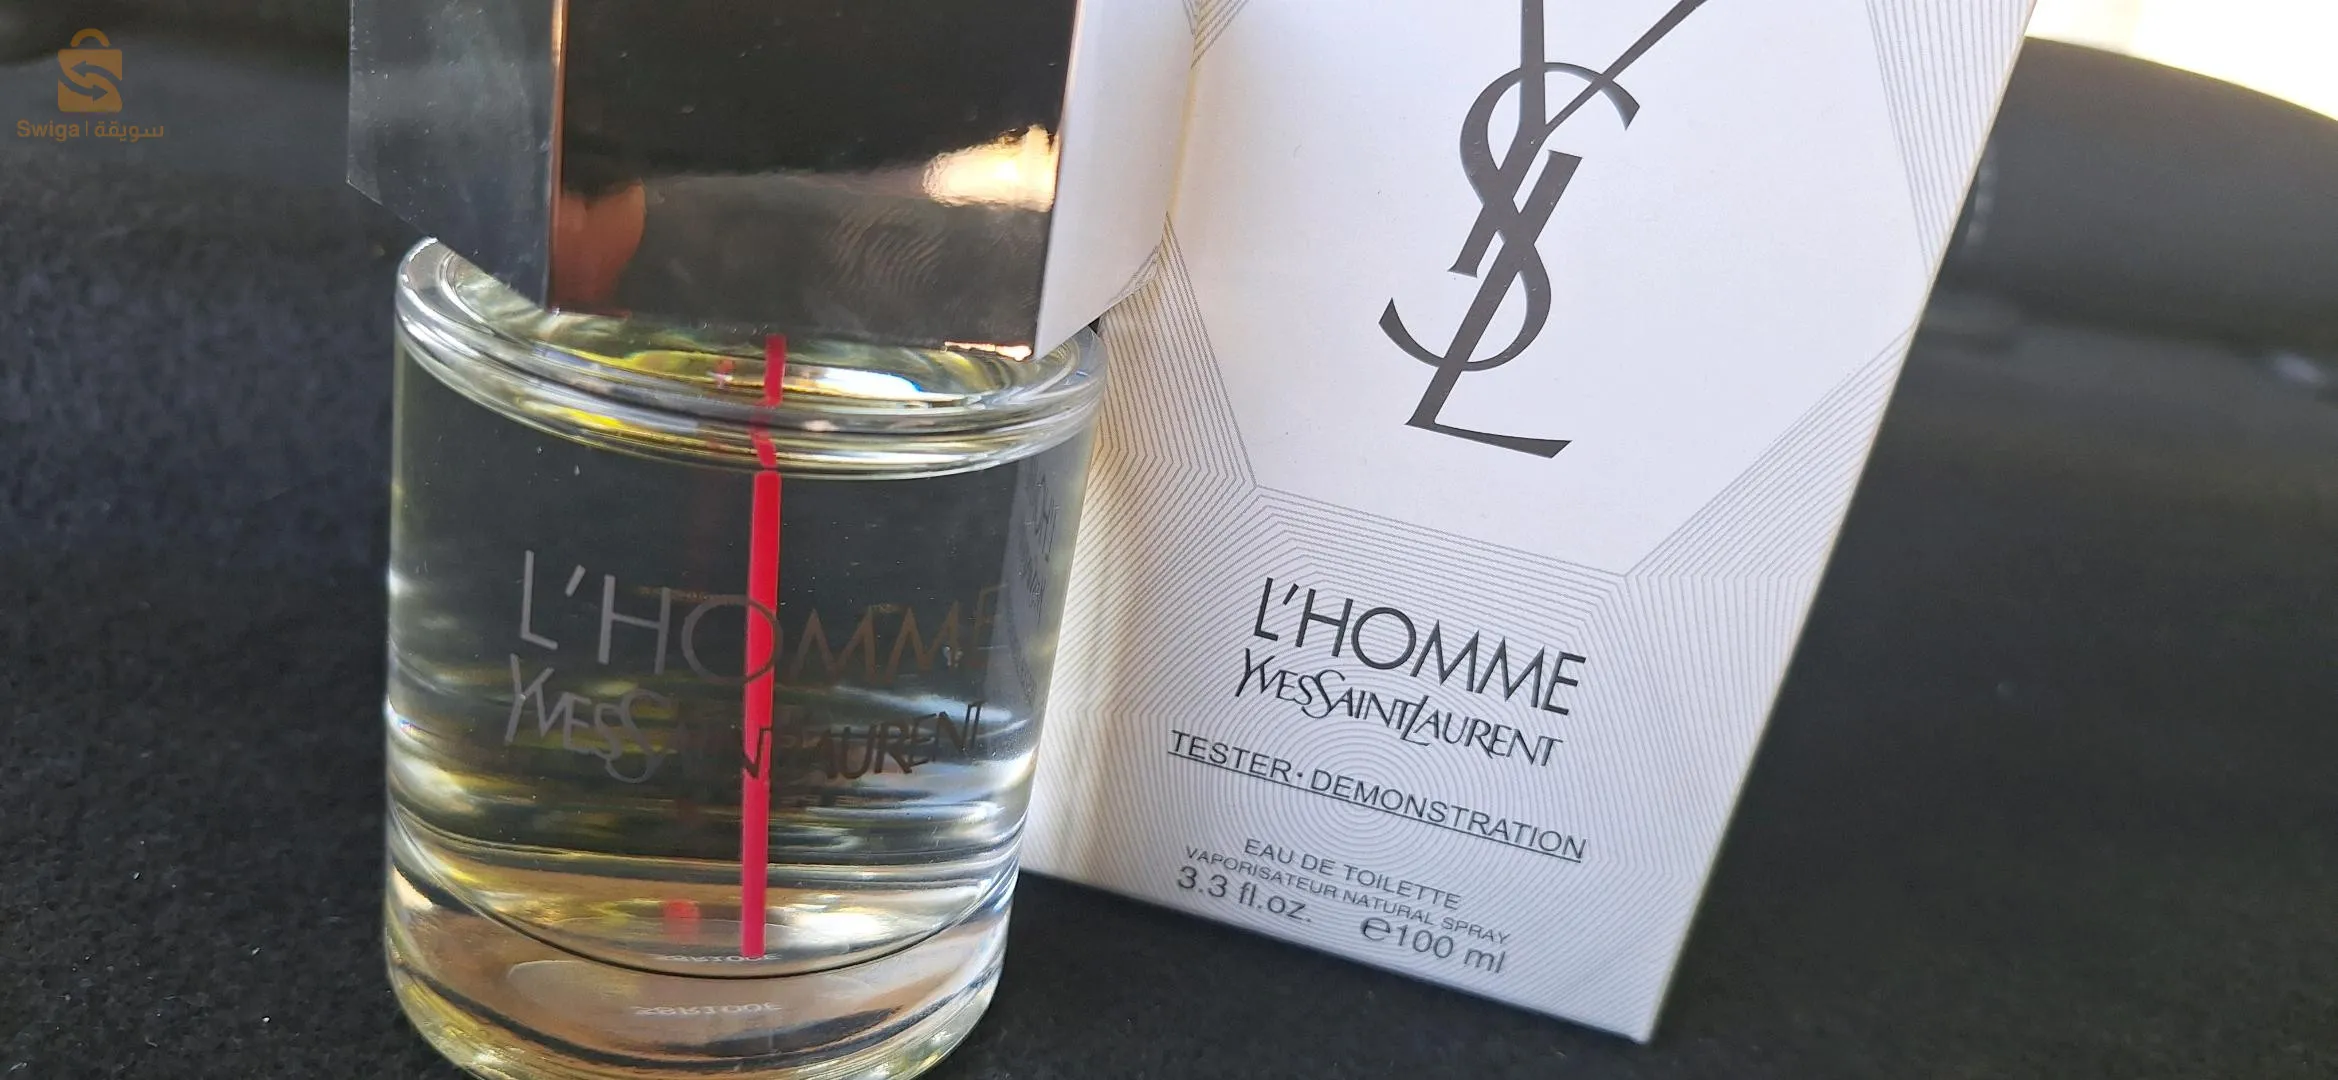 Swiga | سويقة
YSL
L'HOMME
YVESSAINTLAURENT
L'HOMME
YVESSAINTLAURENT
TESTER·DEMONSTRATION
EAU DE TOILETTE
VAPORISATEUR NATURAL SPRAY
3.3 fl.oz. ℮100 ml